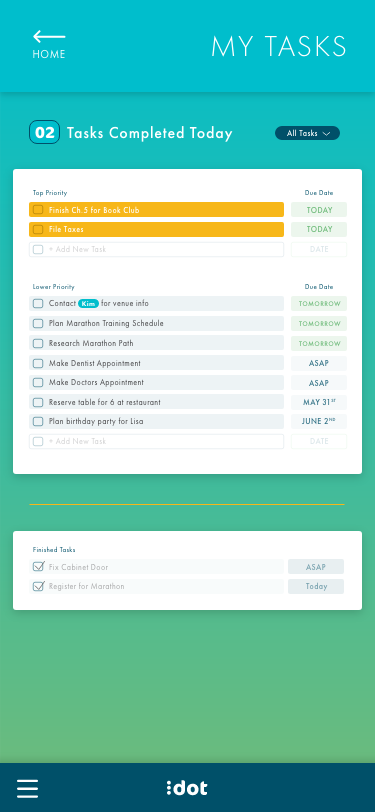 HOME
MY TASKS
02 Tasks Completed Today
All Tasks
Top Priority Due Date
Finish Ch.5 for Book Club TODAY
File Taxes TODAY
+ Add New Task DATE
Lower Priority Due Date
Contact Kim for venue info TOMORROW
Plan Marathon Training Schedule TOMORROW
Research Marathon Path TOMORROW
Make Dentist Appointment ASAP
Make Doctors Appointment ASAP
Reserve table for 6 at restaurant MAY 31ST
Plan birthday party for Lisa JUNE 2ND
+ Add New Task DATE
Finished Tasks
Fix Cabinet Door ASAP
Register for Marathon Today
dot